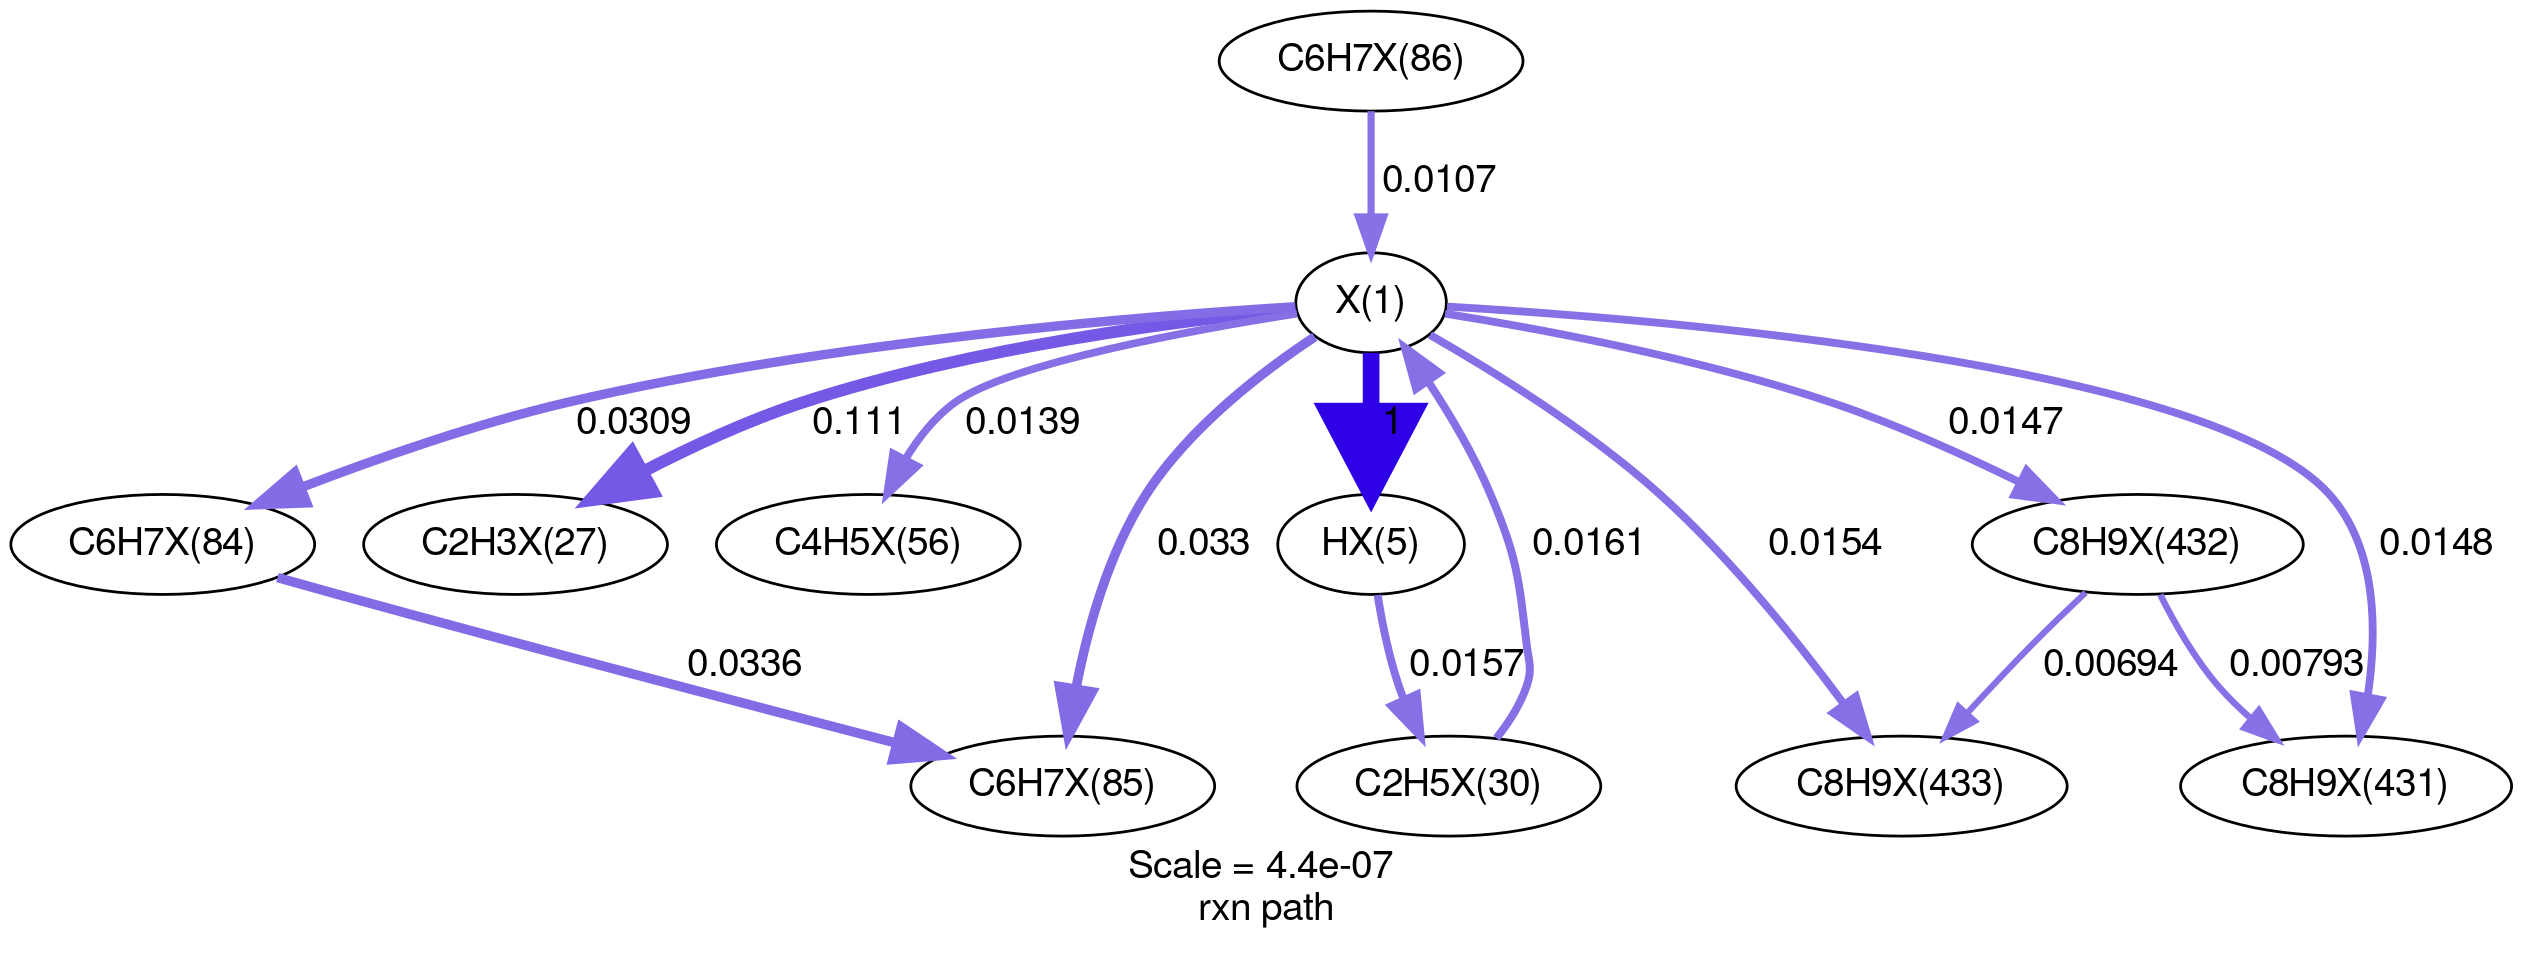 C6H7X(86)
0.0107
X(1)
0.0309
0.111
0.0139
1
0.0147
C6H7X(84)
C2H3X(27)
C4H5X(56)
0.033
HX(5)
0.0161
0.0154
C8H9X(432)
0.0148
0.0336
0.0157
0.00694
0.00793
C6H7X(85)
C2H5X(30)
C8H9X(433)
C8H9X(431)
Scale = 4.4e-07
rxn path